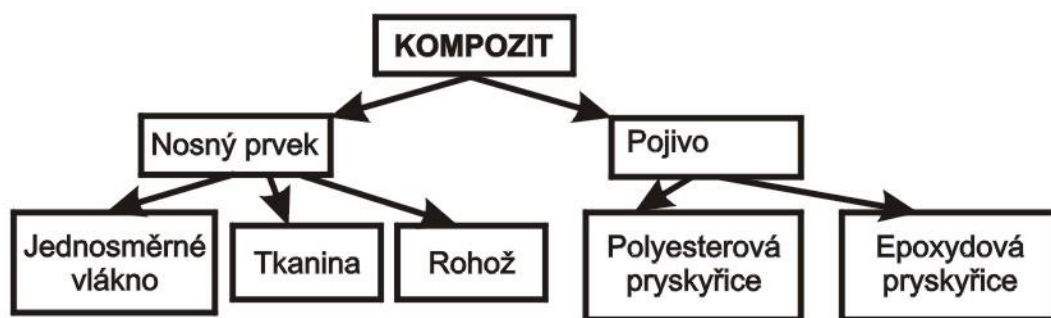 KOMPOZIT
Nosný prvek
Pojivo
Jednosměrné
vlákno
Tkanina
Rohož
Polyesterová
pryskyřice
Epoxydová
pryskyřice